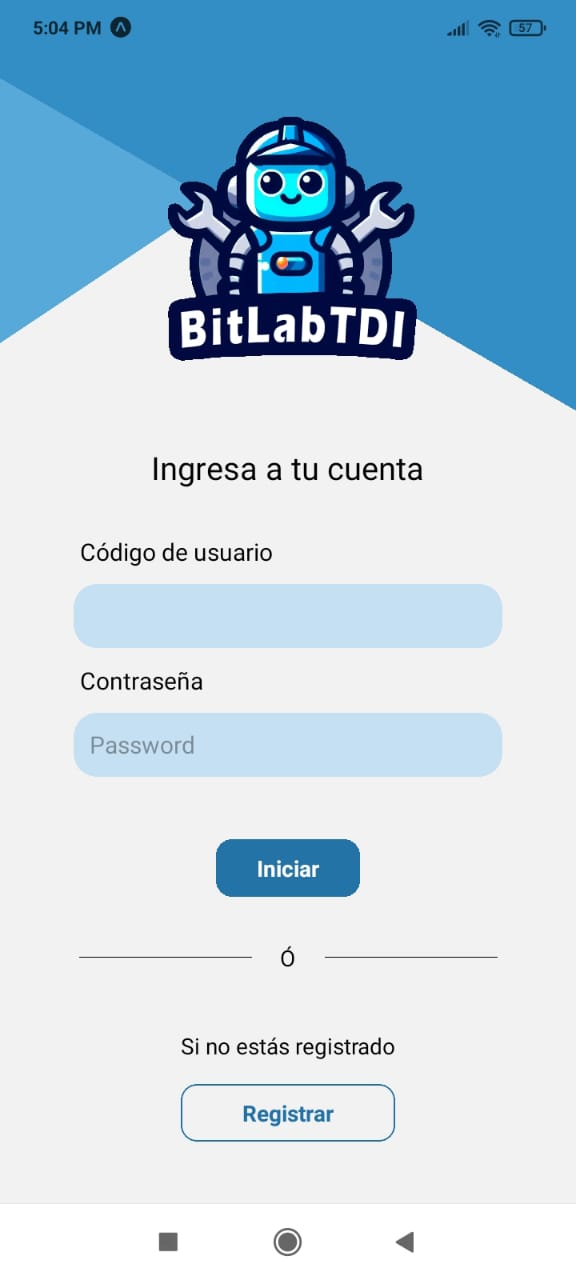 5:04 PM
57
BitLabTDI
Ingresa a tu cuenta
Código de usuario
Contraseña
Password
Iniciar
Ó
Si no estás registrado
Registrar